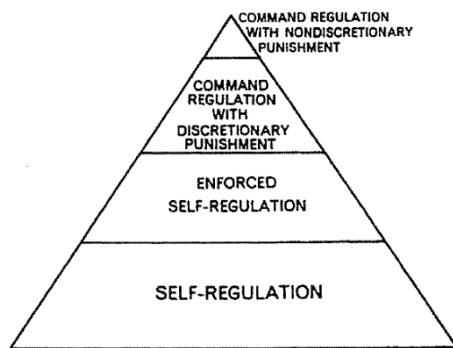 COMMAND REGULATION
WITH NONDISCRETIONARY
PUNISHMENT
COMMAND
REGULATION
WITH
DISCRETIONARY
PUNISHMENT
ENFORCED
SELF-REGULATION
SELF-REGULATION